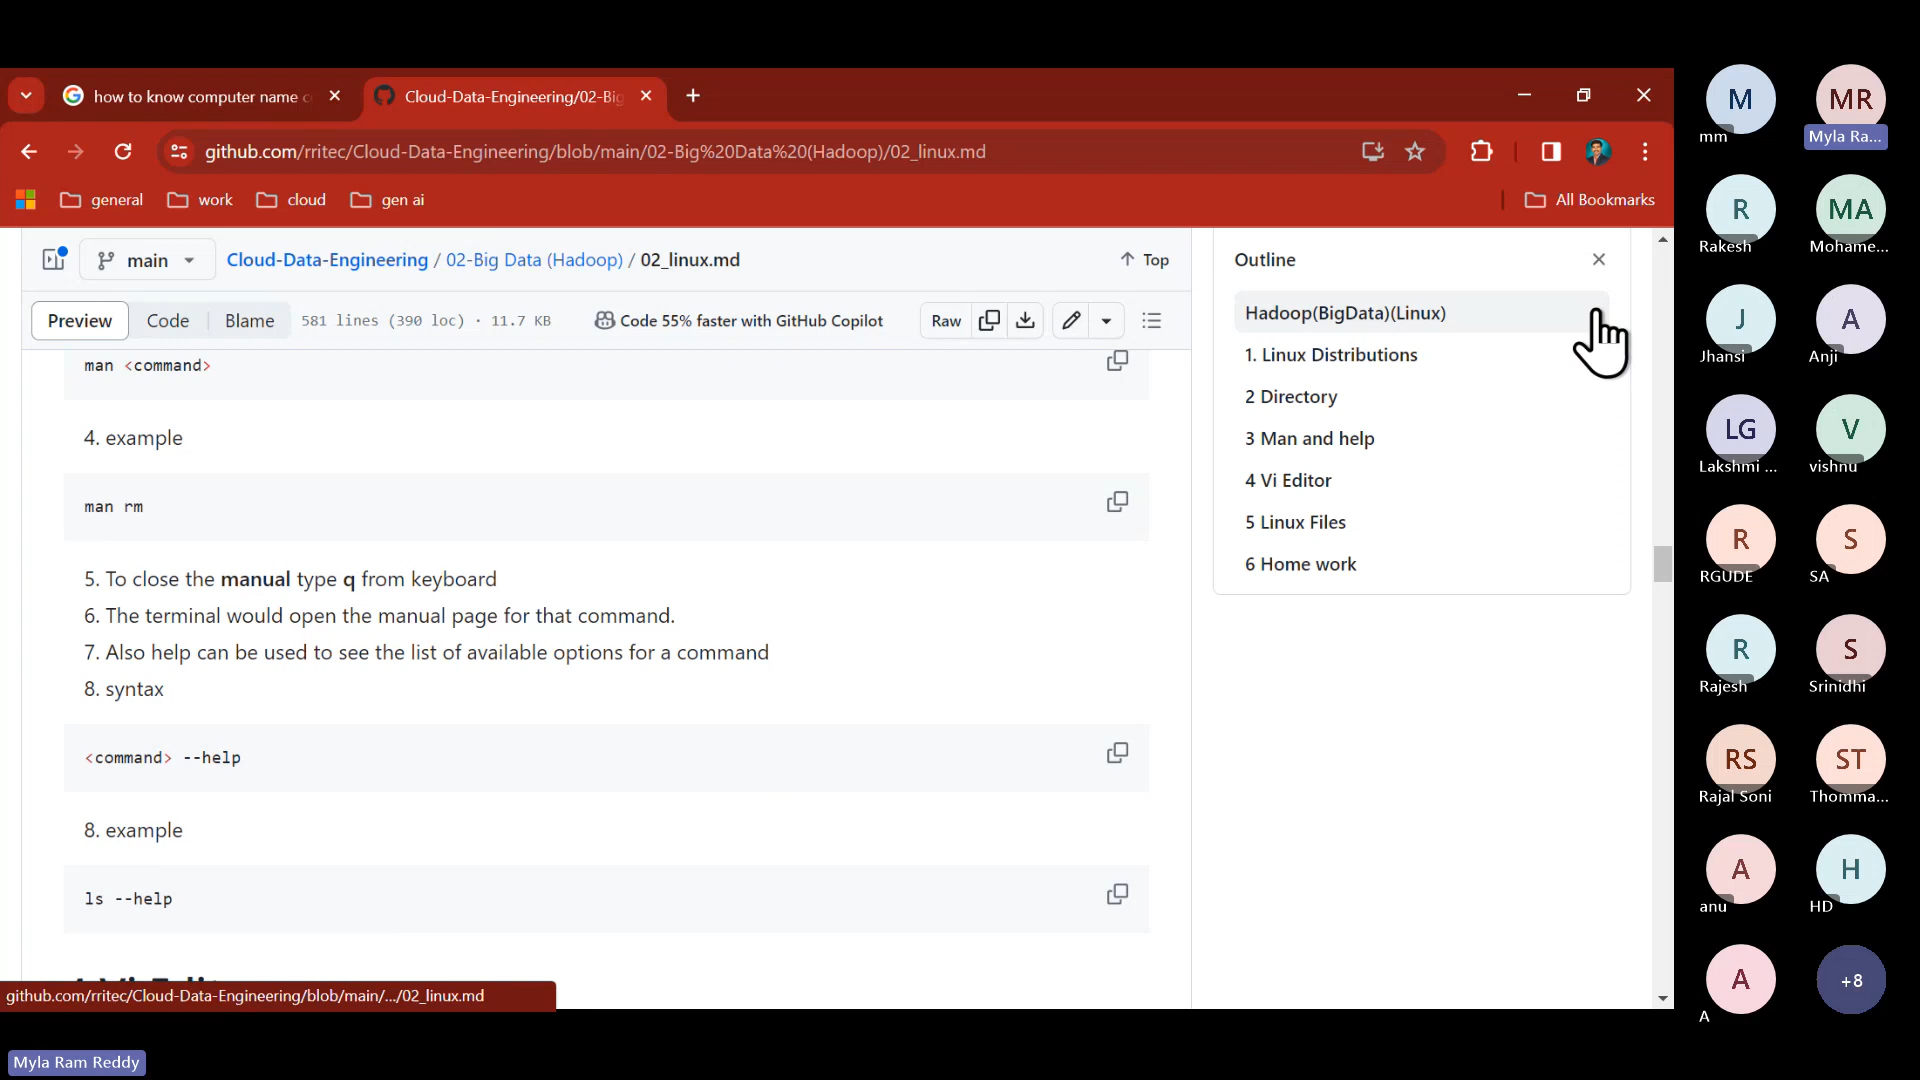 how to know computer name c
Cloud-Data-Engineering/02-Big
github.com/rritec/Cloud-Data-Engineering/blob/main/02-Big%20Data%20(Hadoop)/02_linux.md
general
work
cloud
gen ai
All Bookmarks
main
Cloud-Data-Engineering / 02-Big Data (Hadoop) / 02_linux.md
Top
Preview
Code
Blame
581 lines (390 loc) · 11.7 KB
Code 55% faster with GitHub Copilot
Raw
man <command>
4. example
man rm
5. To close the manual type q from keyboard
6. The terminal would open the manual page for that command.
7. Also help can be used to see the list of available options for a command
8. syntax
<command> --help
8. example
ls --help
github.com/rritec/Cloud-Data-Engineering/blob/main/.../02_linux.md
Outline
Hadoop(BigData)(Linux)
1. Linux Distributions
2 Directory
3 Man and help
4 Vi Editor
5 Linux Files
6 Home work
M
mm
MR
Myla Ra...
R
Rakesh
MA
Mohame...
J
Jhansi
A
Anji
LG
Lakshmi ...
V
vishnu
R
RGUDE
S
SA
R
Rajesh
S
Srinidhi
RS
Rajal Soni
ST
Thomma...
A
anu
H
HD
A
A
+8
Myla Ram Reddy